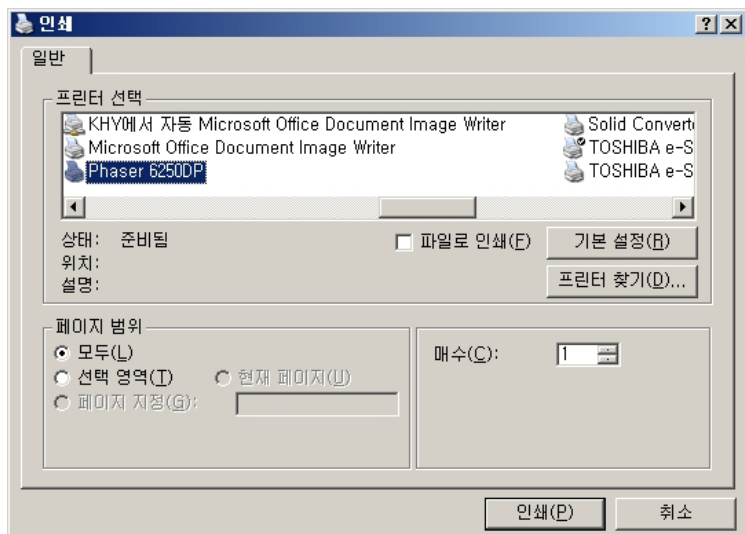 인쇄
일반
프린터 선택
KHY에서 자동 Microsoft Office Document Image Writer
Microsoft Office Document Image Writer
Phaser 6250DP
Solid Converte
TOSHIBA e-S
TOSHIBA e-S
상태: 준비됨
위치:
설명:
파일로 인쇄(F)
기본 설정(R)
프린터 찾기(D)...
페이지 범위
모두(L)
선택 영역(T) 현재 페이지(U)
페이지 지정(G):
매수(C): 1
인쇄(P) 취소